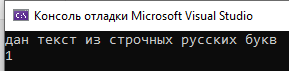 Консоль отладки Microsoft Visual Studio
дан текст из строчных русских букв
1